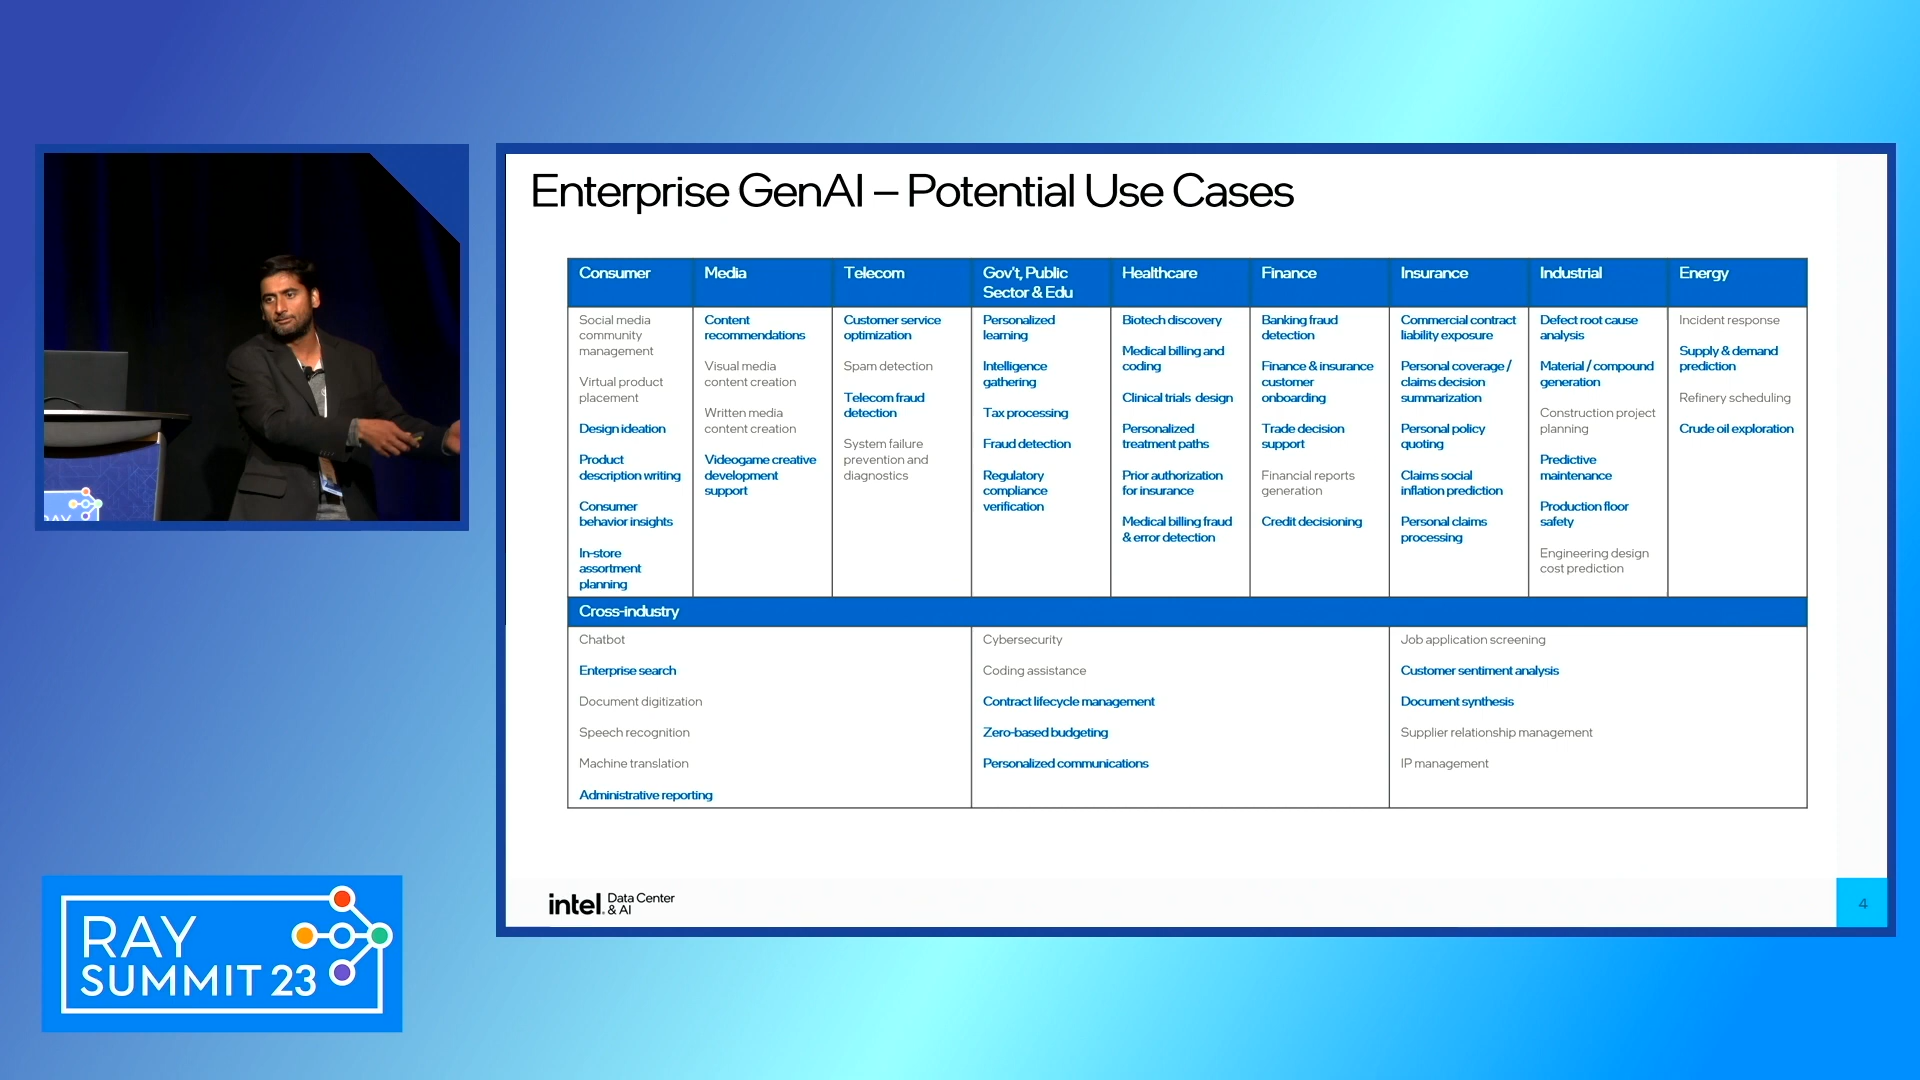 Enterprise GenAI – Potential Use Cases
Consumer
Social media
community
management
Virtual product
placement
Design ideation
Product
description writing
Consumer
behavior insights
In-store
assortment
planning
Media
Content
recommendations
Visual media
content creation
Written media
content creation
Videogame creative
development
support
Telecom
Customer service
optimization
Spam detection
Telecom fraud
detection
System failure
prevention and
diagnostics
Gov't, Public
Sector & Edu
Personalized
learning
Intelligence
gathering
Tax processing
Fraud detection
Regulatory
compliance
verification
Healthcare
Biotech discovery
Medical billing and
coding
Clinical trials design
Personalized
treatment paths
Prior authorization
for insurance
Medical billing fraud
& error detection
Finance
Banking fraud
detection
Finance & insurance
customer
onboarding
Trade decision
support
Financial reports
generation
Credit decisioning
Insurance
Commercial contract
liability exposure
Personal coverage /
claims decision
summarization
Personal policy
quoting
Claims social
inflation prediction
Personal claims
processing
Industrial
Defect root cause
analysis
Material / compound
generation
Construction project
planning
Predictive
maintenance
Production floor
safety
Engineering design
cost prediction
Energy
Incident response
Supply & demand
prediction
Refinery scheduling
Crude oil exploration
Cross-industry
Chatbot
Enterprise search
Document digitization
Speech recognition
Machine translation
Administrative reporting
Cybersecurity
Coding assistance
Contract lifecycle management
Zero-based budgeting
Personalized communications
Job application screening
Customer sentiment analysis
Document synthesis
Supplier relationship management
IP management
intel. Data Center
& AI
4
RAY
SUMMIT 23